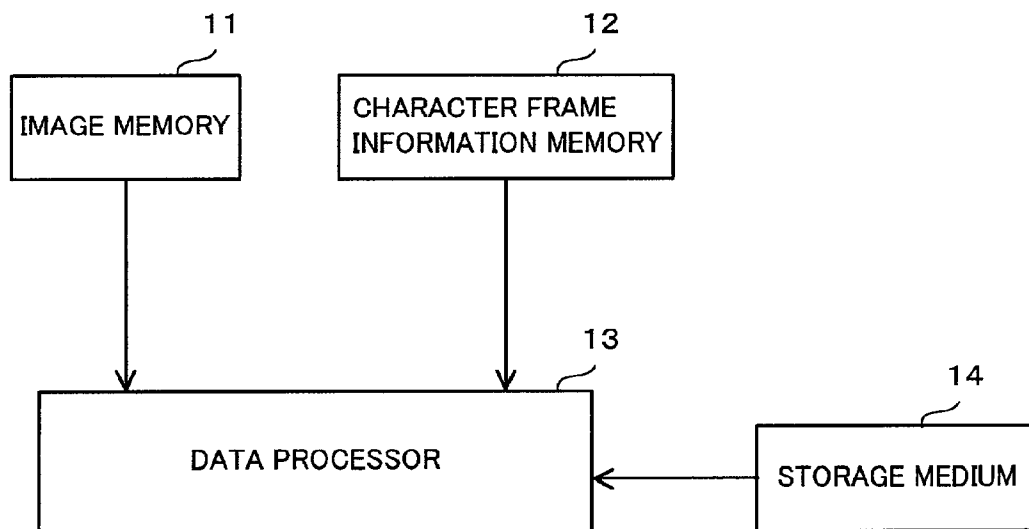 11
12
IMAGE MEMORY
CHARACTER FRAME
INFORMATION MEMORY
13
DATA PROCESSOR
14
STORAGE MEDIUM